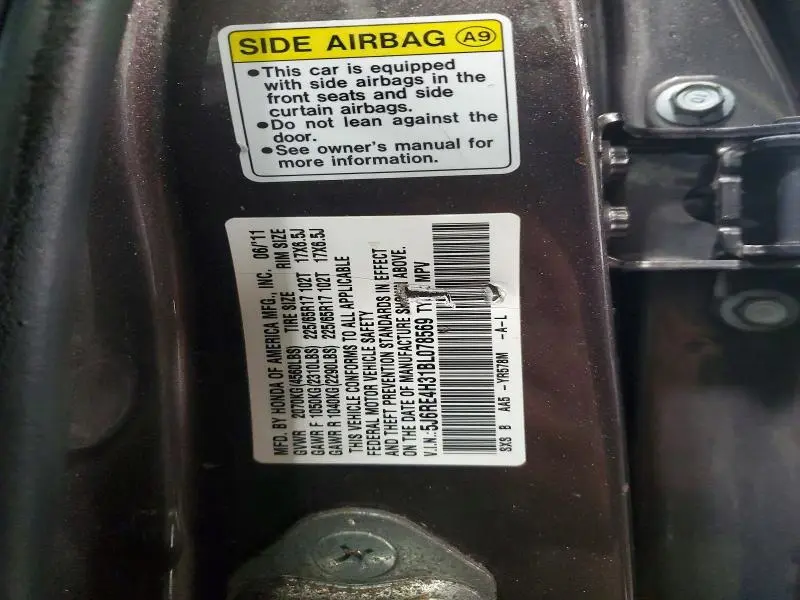 SIDE AIRBAG A9
•This car is equipped
with side airbags in the
front seats and side
curtain airbags.
•Do not lean against the
door.
•See owner's manual for
more information.
MFD. BY HONDA OF AMERICA MFG., INC. 06/'11
GVWR 2070KG(4560LBS) TIRE SIZE RIM SIZE
GAWR F 1050KG(2310LBS) 225/65R17 102T 17X6.5J
GAWR R 1040KG(2290LBS) 225/65R17 102T 17X6.5J
THIS VEHICLE CONFORMS TO ALL APPLICABLE
FEDERAL MOTOR VEHICLE SAFETY
AND THEFT PREVENTION STANDARDS IN EFFECT
ON THE DATE OF MANUFACTURE ABOVE.
V.I.N.:5J6RE4H31BL078569 MPV
SXS B AA5 -YR578M -A-L